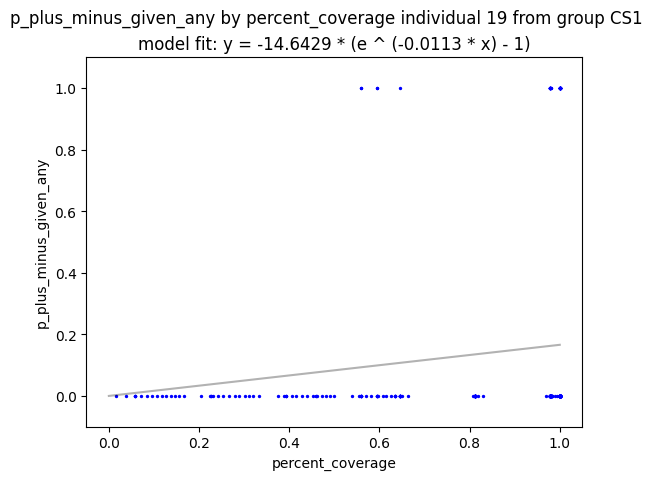 p_plus_minus_given_any by percent_coverage individual 19 from group CS1
model fit: y = -14.6429 * (e ^ (-0.0113 * x) - 1)
1.0
0.8
0.6
0.4
0.2
0.0
p_plus_minus_given_any
0.0 0.2 0.4 0.6 0.8 1.0
percent_coverage